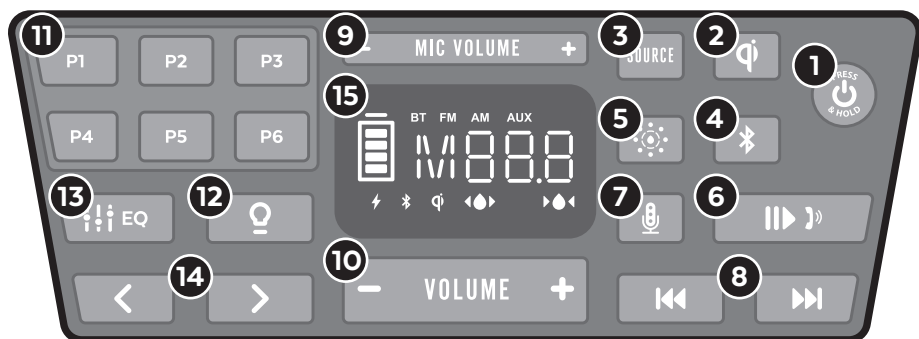 11 9 3 2 1
P1 P2 P3 - MIC VOLUME + SOURCE PRESS
& HOLD
15
BT FM AM AUX
5 4
P4 P5 P6 M88.8
13 12 7 6
EQ
14 10 8
- VOLUME +